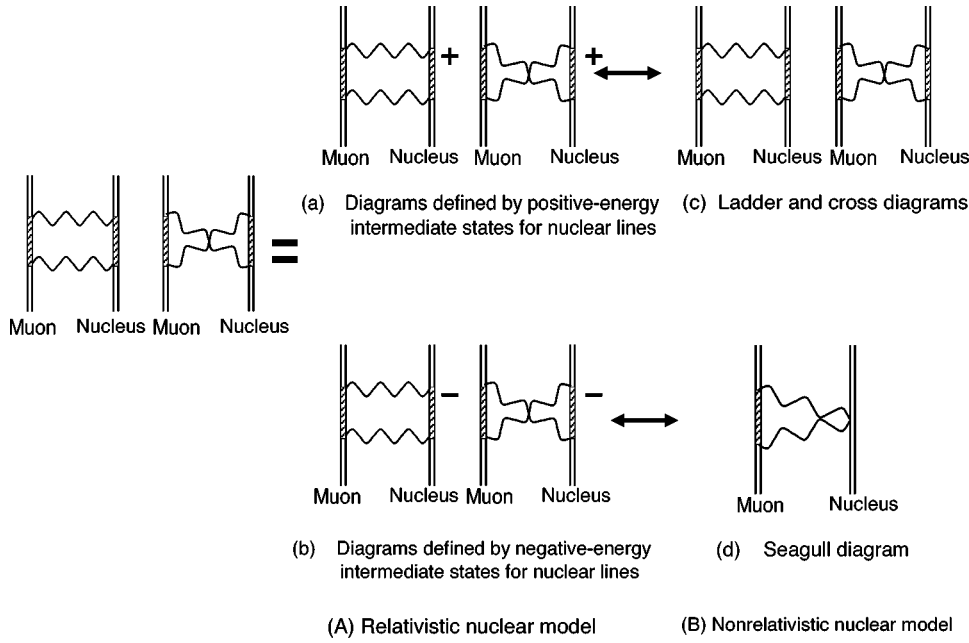 Muon Nucleus Muon Nucleus
=
+ +
Muon Nucleus Muon Nucleus
(a) Diagrams defined by positive-energy
intermediate states for nuclear lines
Muon Nucleus Muon Nucleus
(c) Ladder and cross diagrams
- -
Muon Nucleus Muon Nucleus
(b) Diagrams defined by negative-energy
intermediate states for nuclear lines
Muon Nucleus
(d) Seagull diagram
(A) Relativistic nuclear model
(B) Nonrelativistic nuclear model